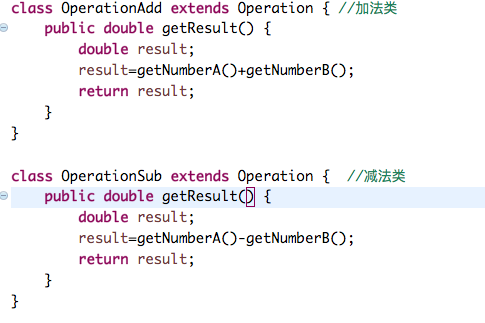 class OperationAdd extends Operation { //加法类
    public double getResult() {
        double result;
        result=getNumberA()+getNumberB();
        return result;
    }
}
class OperationSub extends Operation {  //减法类
    public double getResult() {
        double result;
        result=getNumberA()-getNumberB();
        return result;
    }
}